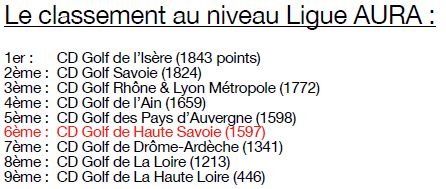 Le classement au niveau Ligue AURA :
1er : CD Golf de l'Isère (1843 points)
2ème : CD Golf Savoie (1824)
3ème : CD Golf Rhône & Lyon Métropole (1772)
4ème : CD Golf de l'Ain (1659)
5ème : CD Golf des Pays d'Auvergne (1598)
6ème : CD Golf de Haute Savoie (1597)
7ème : CD Golf de Drôme-Ardèche (1341)
8ème : CD Golf de La Loire (1213)
9ème : CD Golf de La Haute Loire (446)